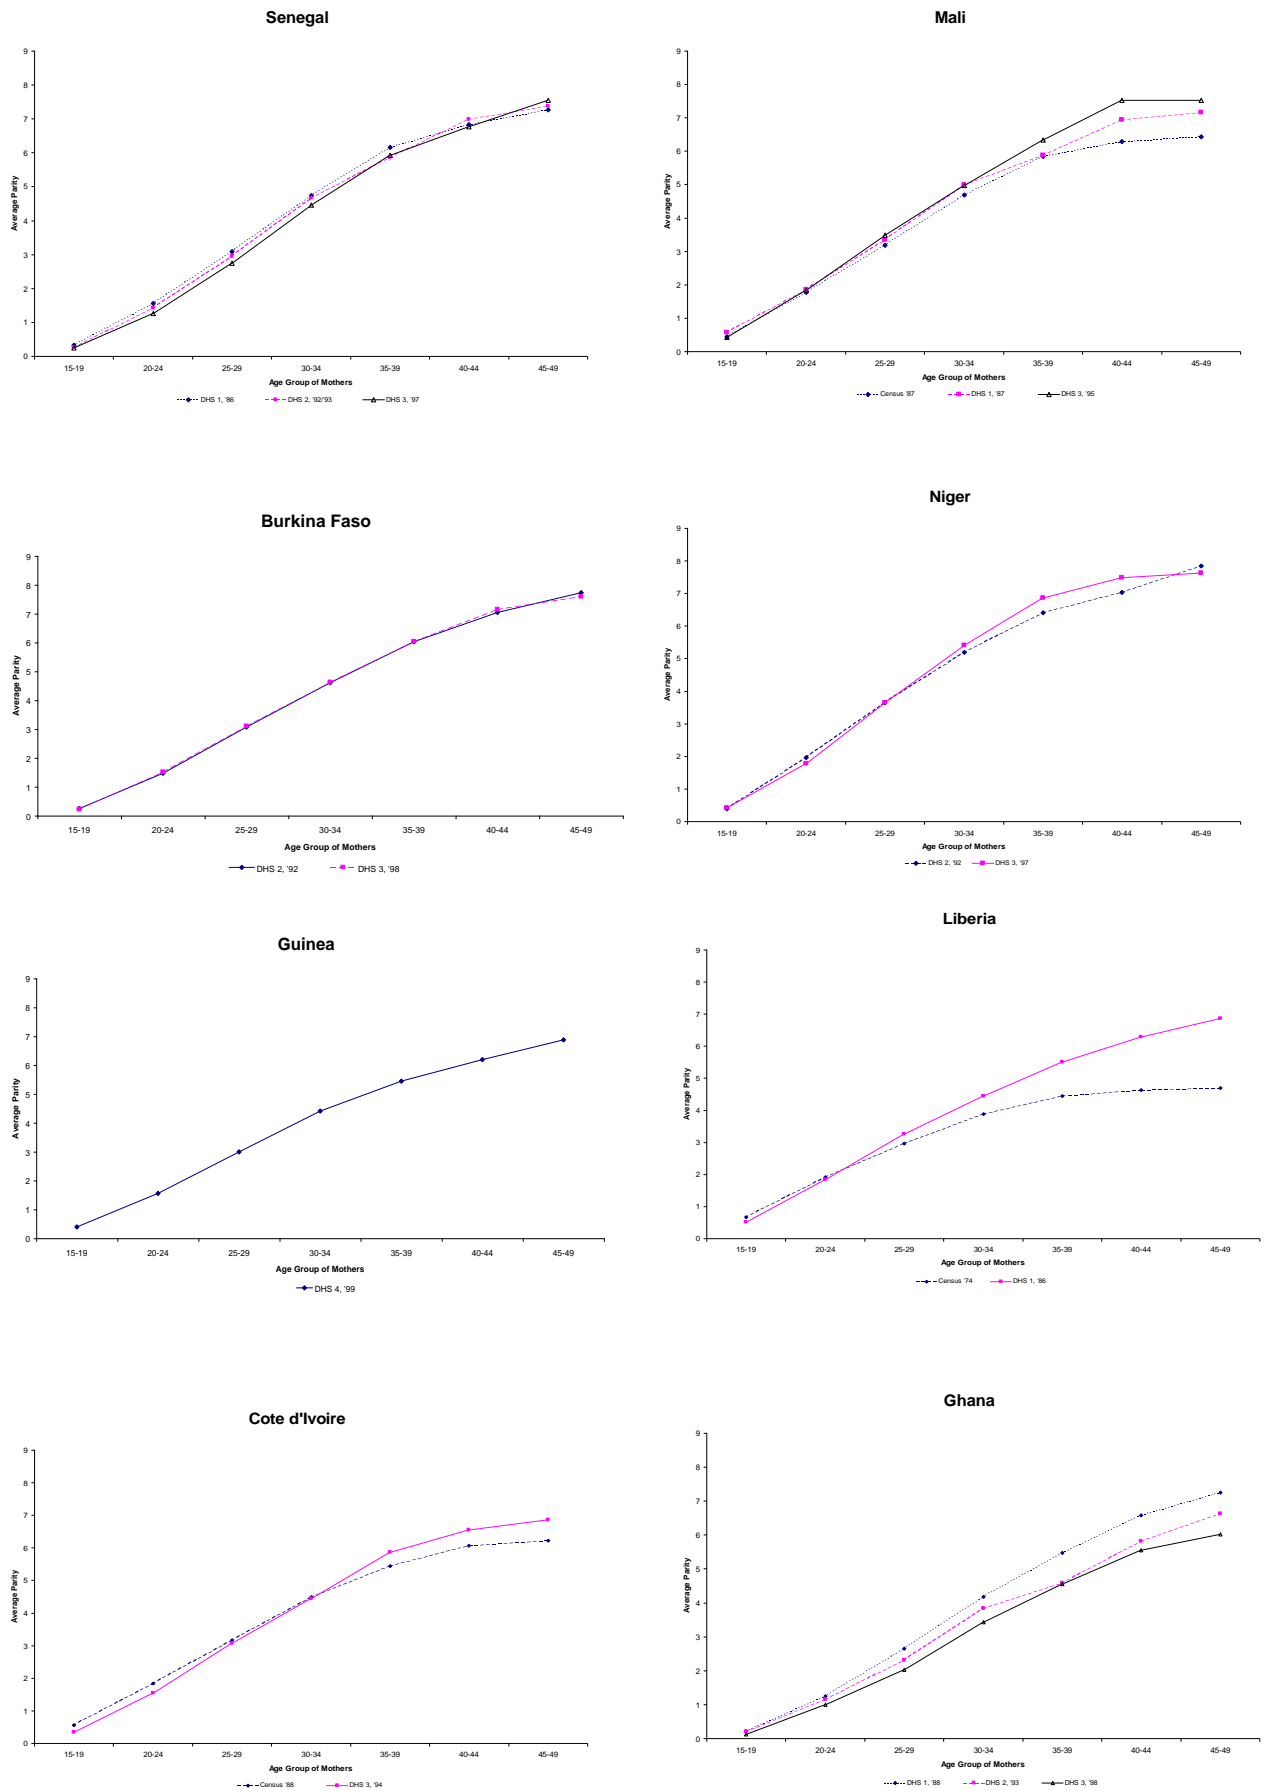 Senegal
9
8
7
6
5
4
3
2
1
0
Average Parity
15-19 20-24 25-29 30-34 35-39 40-44 45-49
Age Group of Mothers
DHS 1, '86 DHS 2, '92/'93 DHS 3, '97
Mali
9
8
7
6
5
4
3
2
1
0
Average Parity
15-19 20-24 25-29 30-34 35-39 40-44 45-49
Age Group of Mothers
Census '87 DHS 1, '87 DHS 3, '95
Burkina Faso
9
8
7
6
5
4
3
2
1
0
Average Parity
15-19 20-24 25-29 30-34 35-39 40-44 45-49
Age Group of Mothers
DHS 2, '92 DHS 3, '98
Niger
9
8
7
6
5
4
3
2
1
0
Average Parity
15-19 20-24 25-29 30-34 35-39 40-44 45-49
Age Group of Mothers
DHS 2, '92 DHS 3, '97
Guinea
9
8
7
6
5
4
3
2
1
0
Average Parity
15-19 20-24 25-29 30-34 35-39 40-44 45-49
Age Group of Mothers
DHS 4, '99
Liberia
9
8
7
6
5
4
3
2
1
0
Average Parity
15-19 20-24 25-29 30-34 35-39 40-44 45-49
Age Group of Mothers
Census '74 DHS 1, '86
Cote d'Ivoire
9
8
7
6
5
4
3
2
1
0
Average Parity
15-19 20-24 25-29 30-34 35-39 40-44 45-49
Age Group of Mothers
Census '88 DHS 3, '94
Ghana
9
8
7
6
5
4
3
2
1
0
Average Parity
15-19 20-24 25-29 30-34 35-39 40-44 45-49
Age Group of Mothers
DHS 1, '88 DHS 2, '93 DHS 3, '98